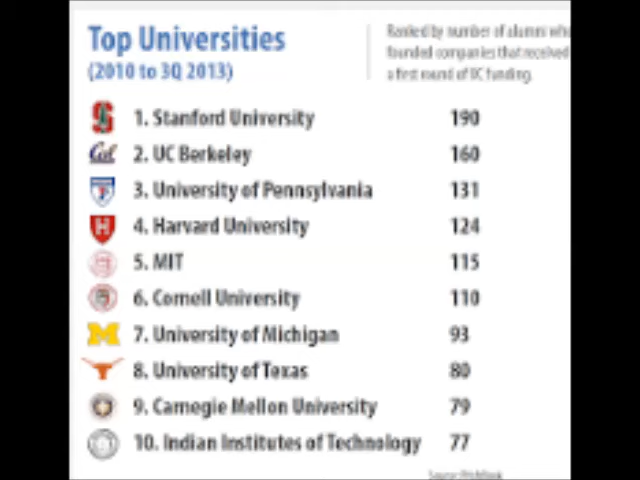 Top Universities
(2010 to 3Q 2013)
Ranked by number of alumni who
founded companies that received
a first round of VC funding.
1. Stanford University 190
Cal 2. UC Berkeley 160
3. University of Pennsylvania 131
H 4. Harvard University 124
5. MIT 115
6. Cornell University 110
M 7. University of Michigan 93
8. University of Texas 80
9. Carnegie Mellon University 79
10. Indian Institutes of Technology 77
Source: PitchBook